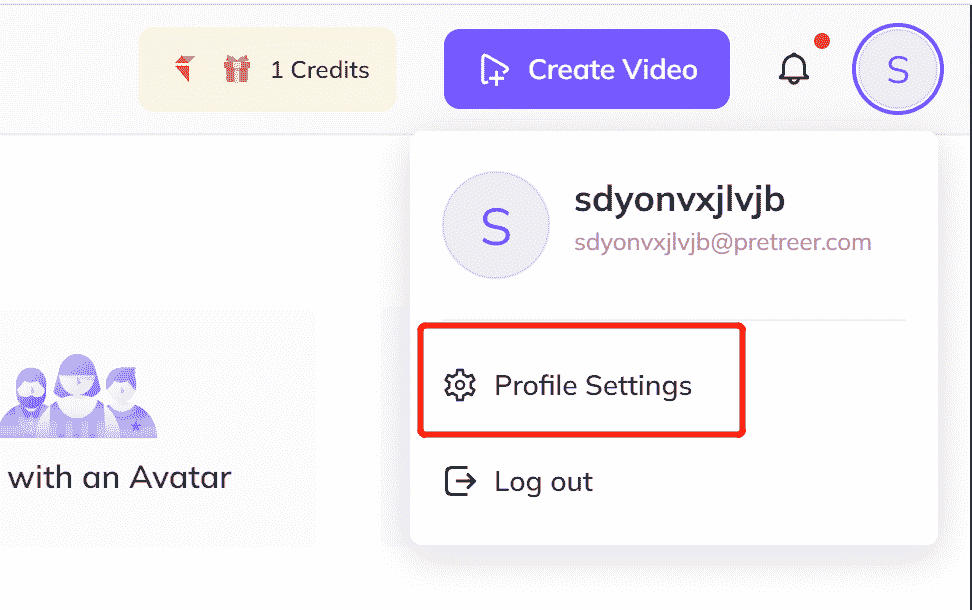 1 Credits
Create Video
S
S
sdyonvxjlvjb
sdyonvxjlvjb@pretreer.com
Profile Settings
with an Avatar
Log out